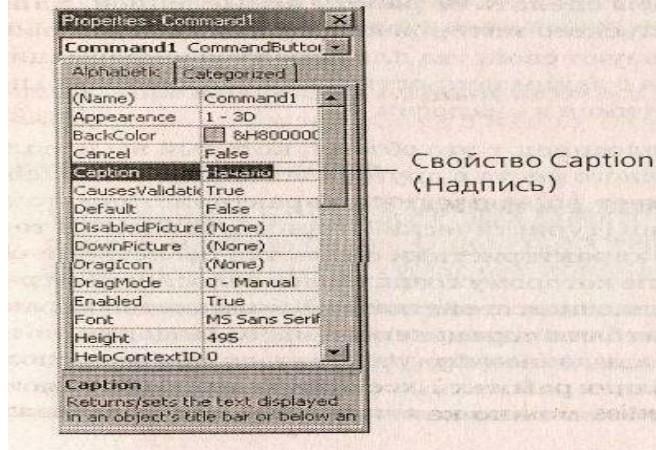 Properties - Command1
Command1 CommandButton
Alphabetic Categorized
(Name) Command1
Appearance 1 - 3D
BackColor &H800000
Cancel False
Caption Начало
CausesValidatic True
Default False
DisabledPicture (None)
DownPicture (None)
DragIcon (None)
DragMode 0 - Manual
Enabled True
Font MS Sans Serif
Height 495
HelpContextID 0
Caption
Returns/sets the text displayed
in an object's title bar or below an
Свойство Caption
(Надпись)